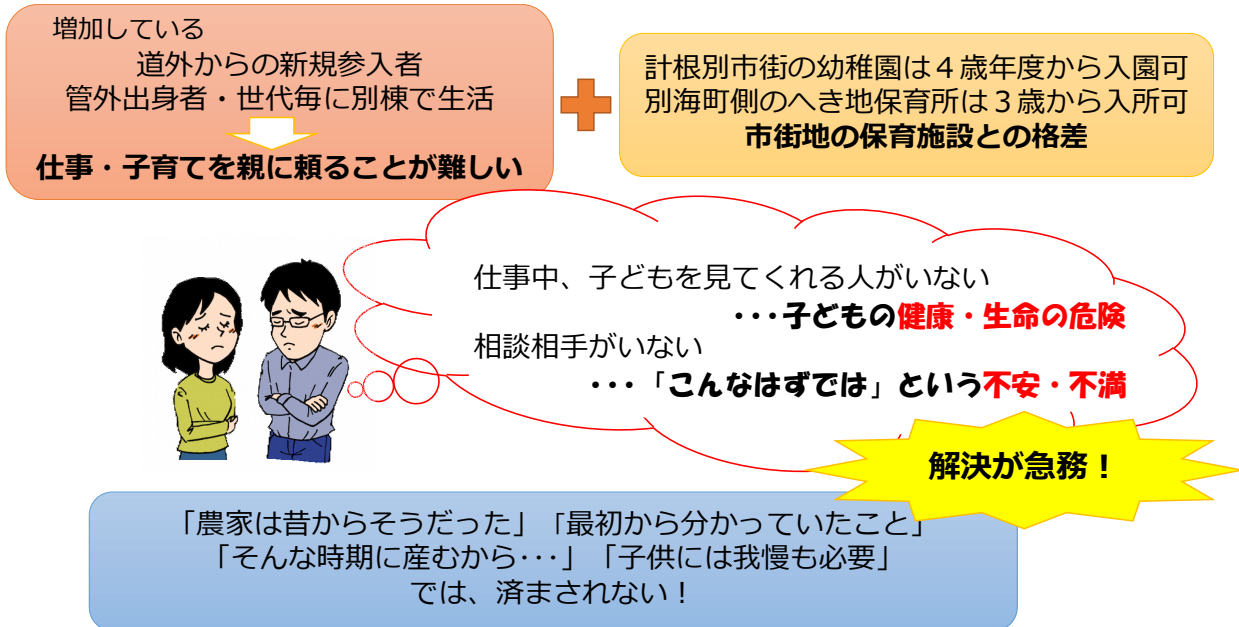 増加している
道外からの新規参入者
管外出身者・世代毎に別棟で生活
仕事・子育てを親に頼ることが難しい
計根別市街の幼稚園は４歳年度から入園可
別海町側のへき地保育所は３歳から入所可
市街地の保育施設との格差
仕事中、子どもを見てくれる人がいない
・・・子どもの健康・生命の危険
相談相手がいない
・・・「こんなはずでは」という不安・不満
解決が急務！
「農家は昔からそうだった」「最初から分かっていたこと」
「そんな時期に産むから・・・」「子供には我慢も必要」
では、済まされない！